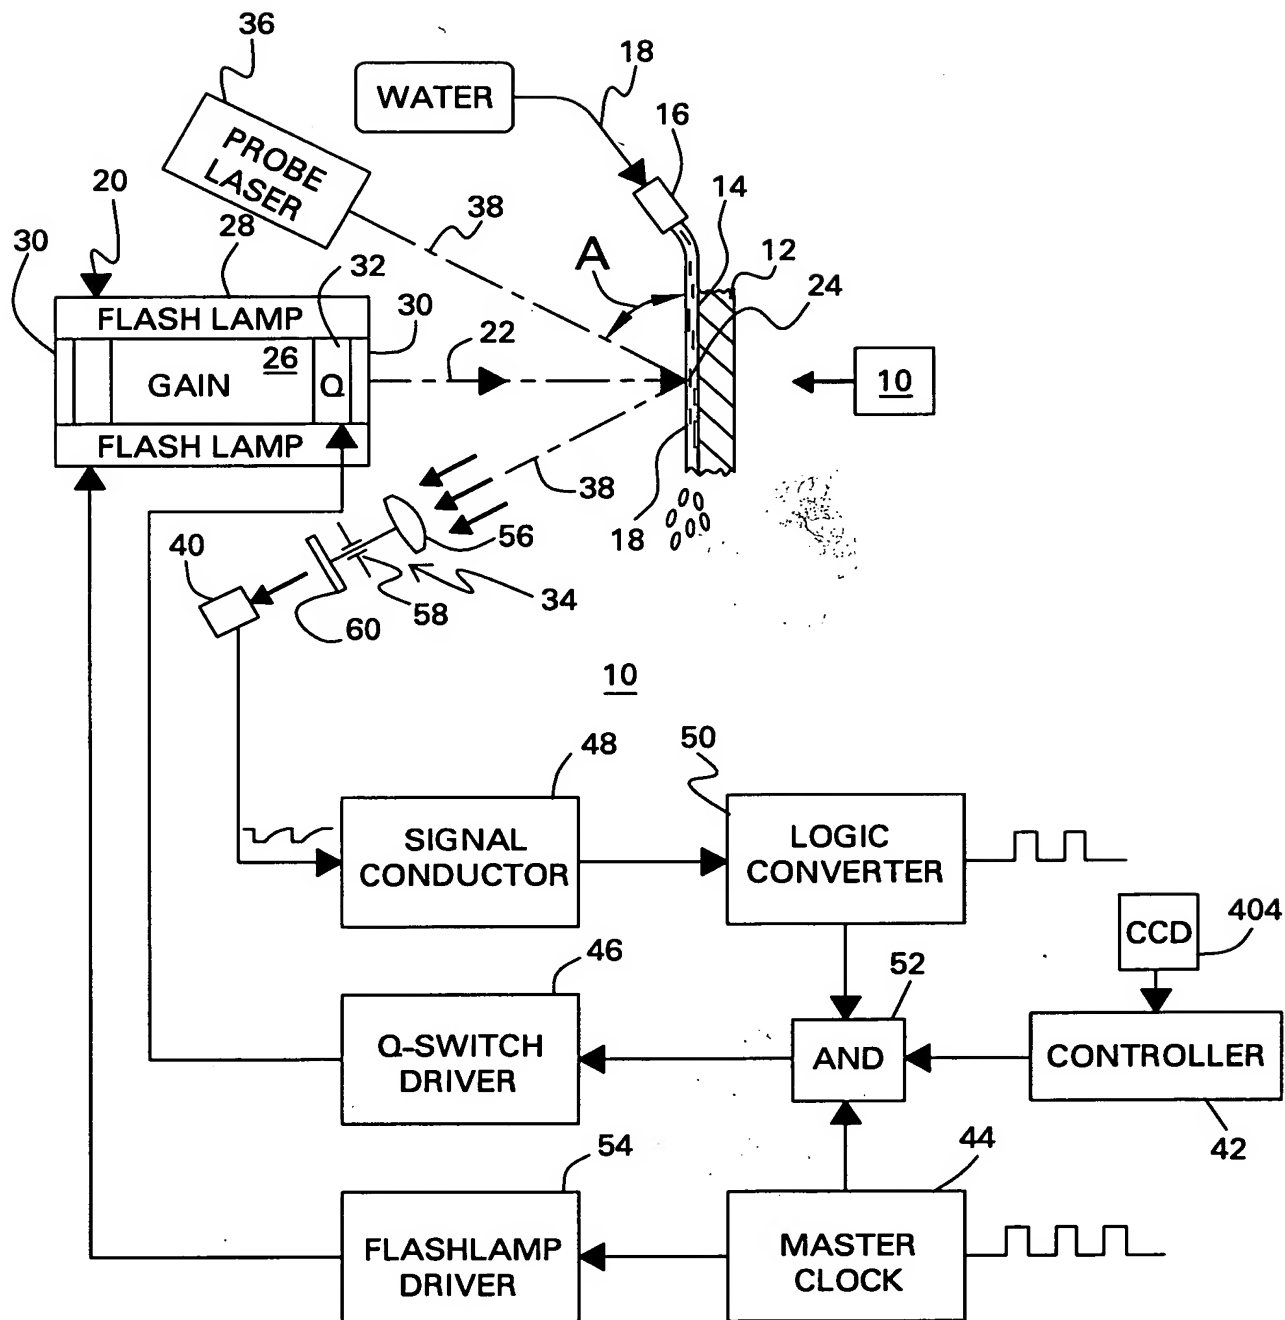 36
WATER
18
16
PROBE
LASER
14
20
38
12
30
28
32
A
30
24
FLASH LAMP
22
26
GAIN
Q
10
FLASH LAMP
38
18
40
56
58
34
60
10
48
50
SIGNAL
CONDUCTOR
LOGIC
CONVERTER
404
CCD
46
52
Q-SWITCH
DRIVER
AND
CONTROLLER
54
44
42
FLASHLAMP
DRIVER
MASTER
CLOCK